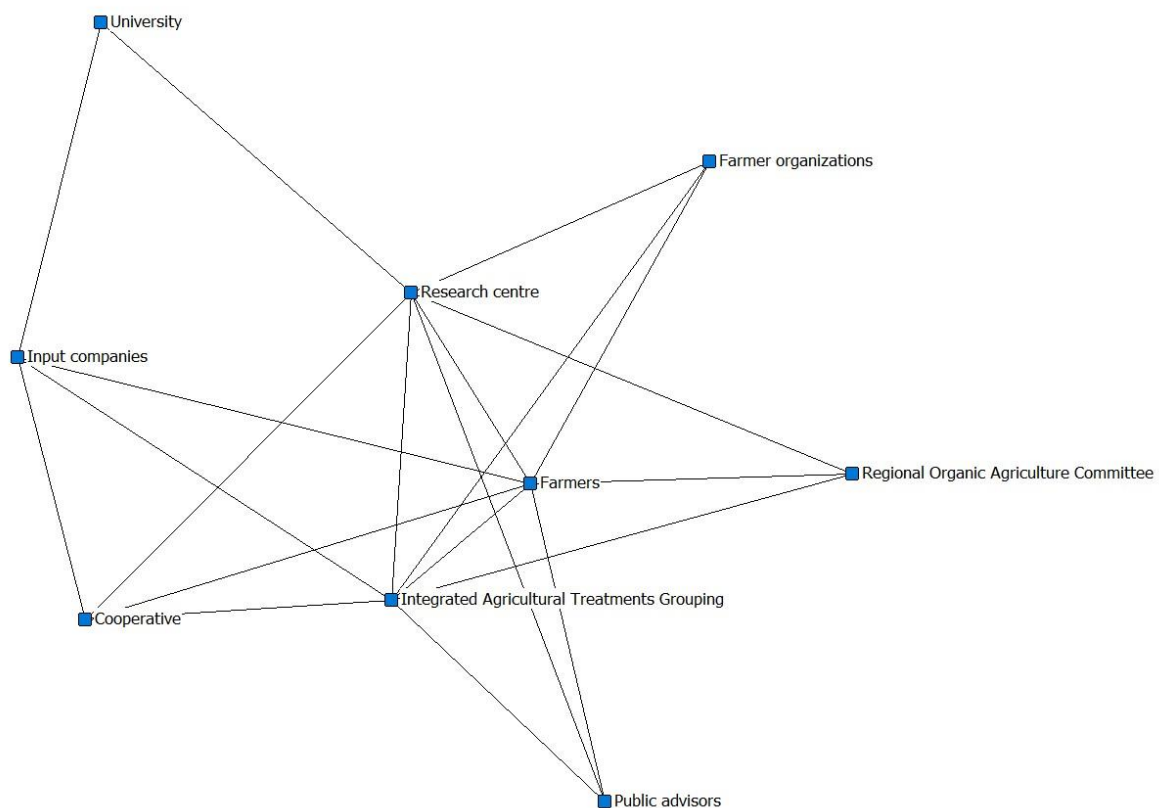 University
Farmer organizations
Research centre
Input companies
Regional Organic Agriculture Committee
Farmers
Integrated Agricultural Treatments Grouping
Cooperative
Public advisors